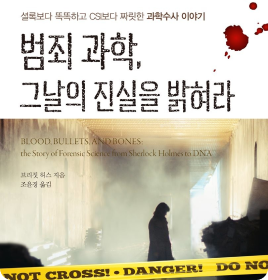 셜록보다 똑똑하고 CSI보다 짜릿한 과학수사 이야기
범죄 과학,
그날의 진실을 밝혀라
BLOOD, BULLETS, AND BONES:
the Story of Forensic Science from Sherlock Holmes to DNA
브리짓 허스 지음
조윤경 옮김
NOT CROSS! • DANGER! DO NO